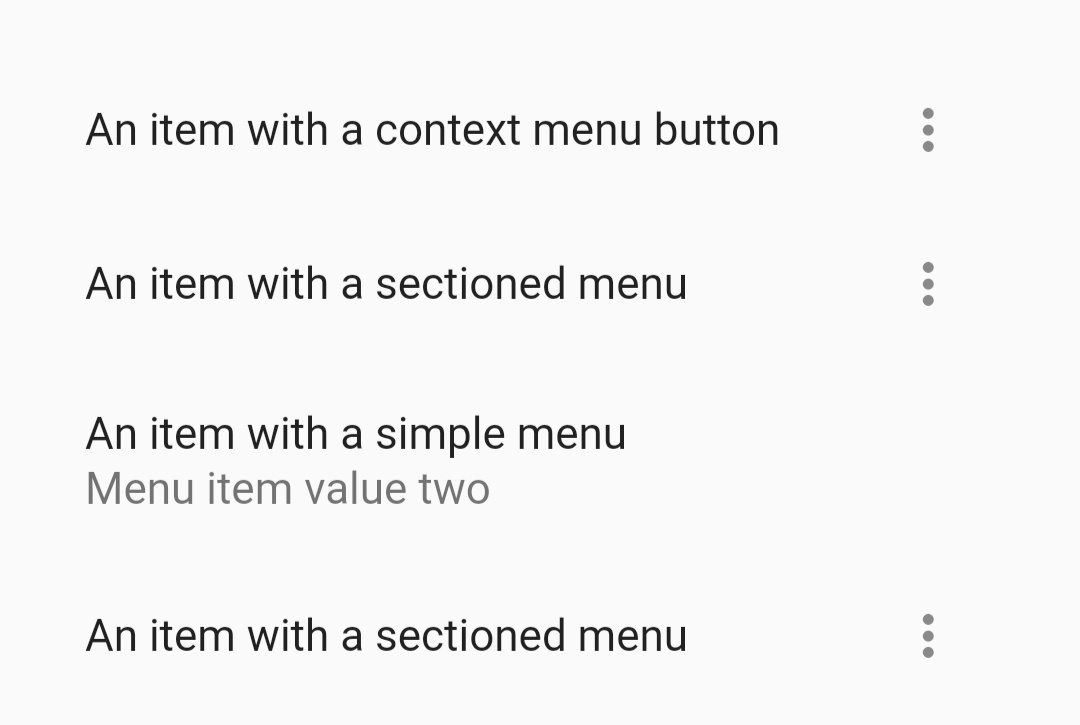 An item with a context menu button
An item with a sectioned menu
An item with a simple menu
Menu item value two
An item with a sectioned menu